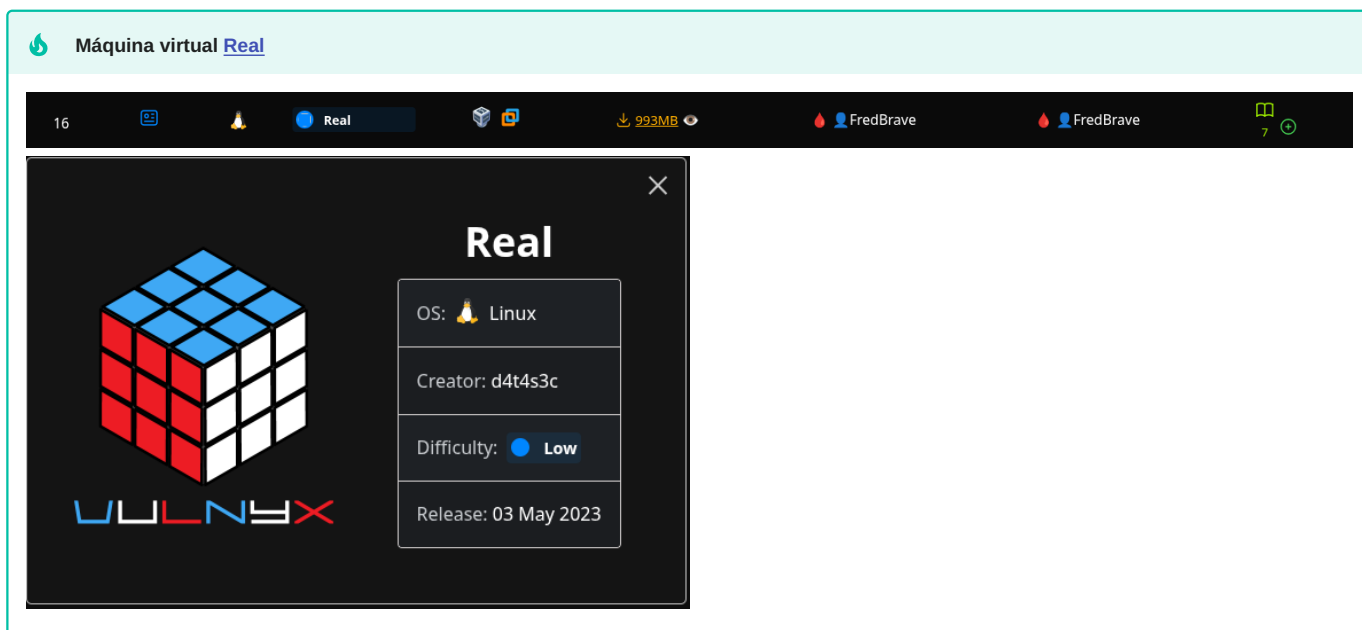 Máquina virtual Real
16 Real 993MB FredBrave FredBrave 7
Real
OS: Linux
Creator: d4t4s3c
Difficulty: Low
Release: 03 May 2023
VULNYX